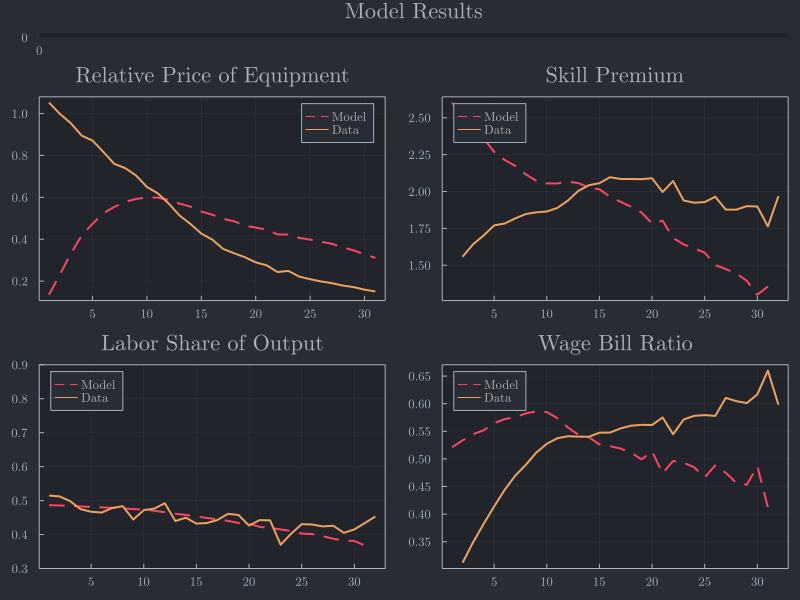 Model Results
0
0
Relative Price of Equipment
Skill Premium
Model
Data
1.0
0.8
0.6
0.4
0.2
5 10 15 20 25 30
Model
Data
2.50
2.25
2.00
1.75
1.50
5 10 15 20 25 30
Labor Share of Output
Wage Bill Ratio
Model
Data
0.9
0.8
0.7
0.6
0.5
0.4
0.3
5 10 15 20 25 30
Model
Data
0.65
0.60
0.55
0.50
0.45
0.40
0.35
5 10 15 20 25 30